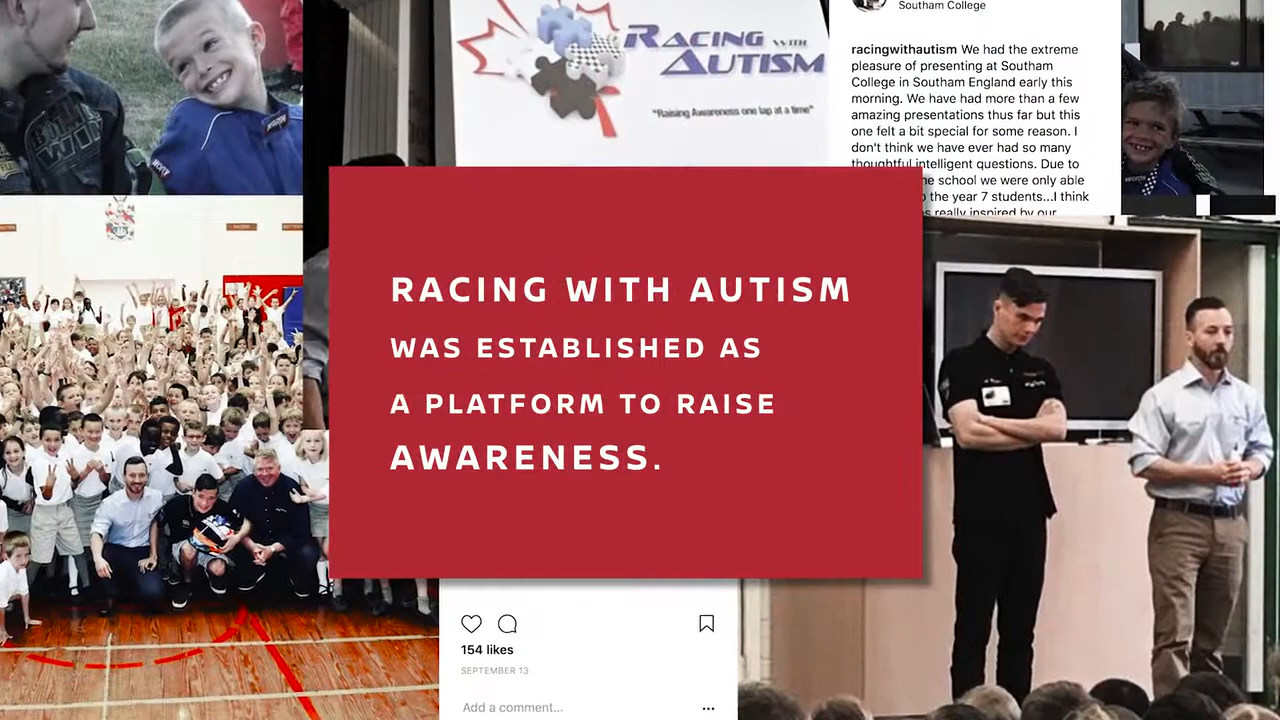 Southam College
RACING WITH
AUTISM
"Raising Awareness one lap at a time"
racingwithautism We had the extreme
pleasure of presenting at Southam
College in Southam England early this
morning. We have had more than a few
amazing presentations thus far but this
one felt a bit special for some reason. I
don't think we have ever had so many
thoughtful intelligent questions. Due to
the school we were only able
the year 7 students...I think
really inspired by our
RACING WITH AUTISM
WAS ESTABLISHED AS
A PLATFORM TO RAISE
AWARENESS.
154 likes
SEPTEMBER 13
Add a comment...